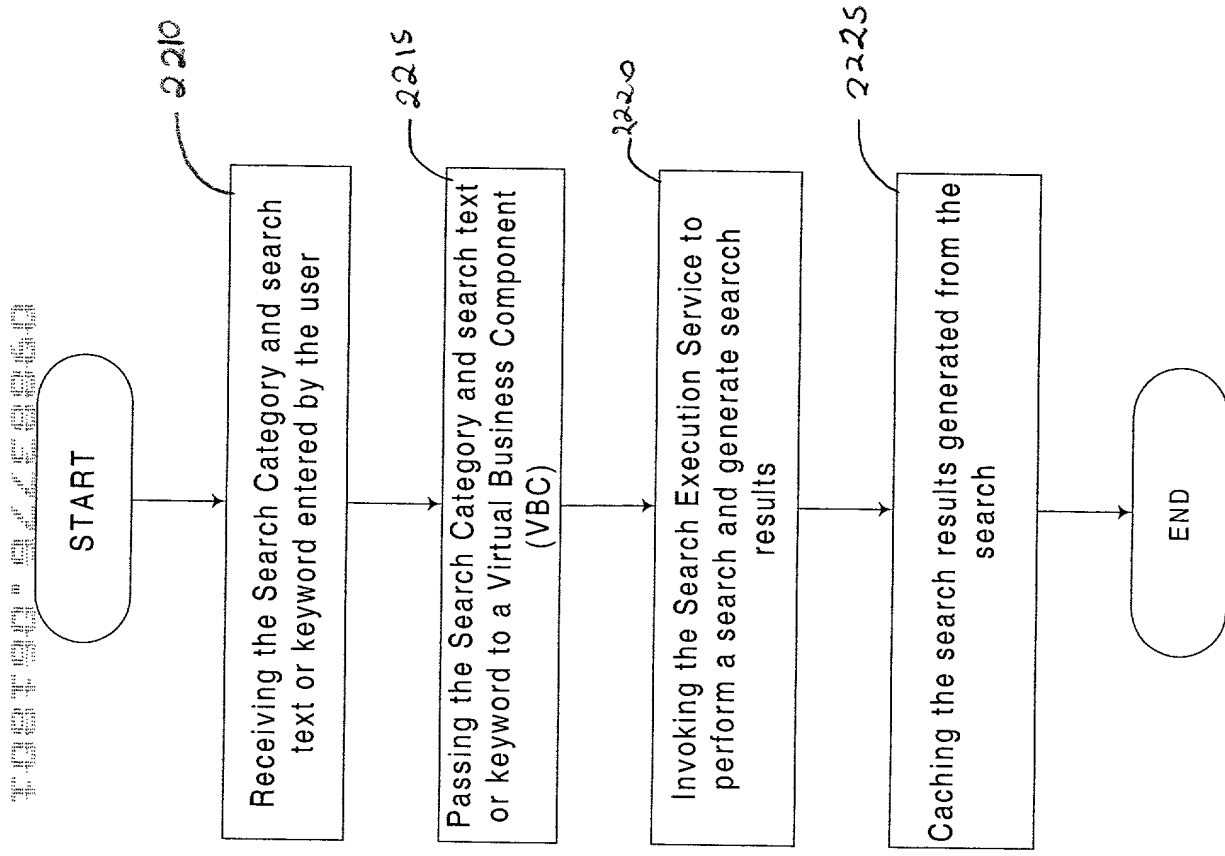 START
2210
Receiving the Search Category and search
text or keyword entered by the user
2215
Passing the Search Category and search text
or keyword to a Virtual Business Component
(VBC)
2220
Invoking the Search Execution Service to
perform a search and generate searcch
results
2225
Caching the search results generated from the
search
END